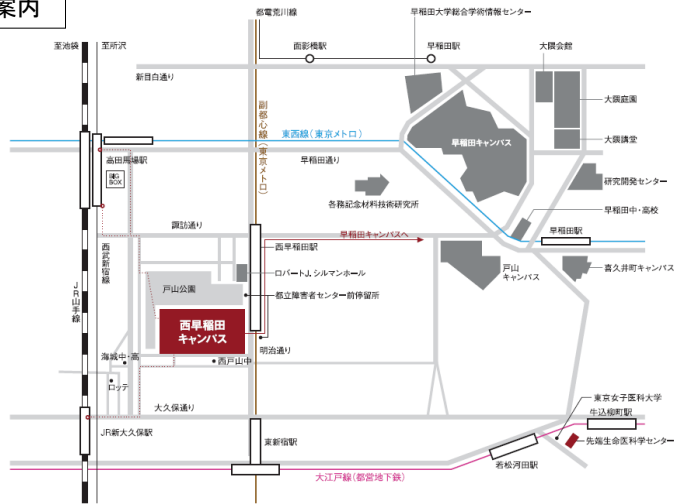 案内
都電荒川線
早稲田大学総合学術情報センター
至池袋
至所沢
面影橋駅
早稲田駅
大隈会館
新目白通り
大隈庭園
副都心線(東京メトロ)
東西線(東京メトロ)
早稲田キャンパス
大隈講堂
高田馬場駅
早稲田通り
BIG
BOX
研究開発センター
各務記念材料技術研究所
早稲田中・高校
諏訪通り
早稲田キャンパスへ
早稲田駅
西武新宿線
西早稲田駅
ロバートJ.シルマンホール
戸山
キャンパス
喜久井町キャンパス
JR山手線
戸山公園
都立障害者センター前停留所
西早稲田
キャンパス
明治通り
海城中・高
西戸山中
ロッテ
大久保通り
東京女子医科大学
牛込柳町駅
JR新大久保駅
東新宿駅
先端生命医科学センター
若松河田駅
大江戸線(都営地下鉄)